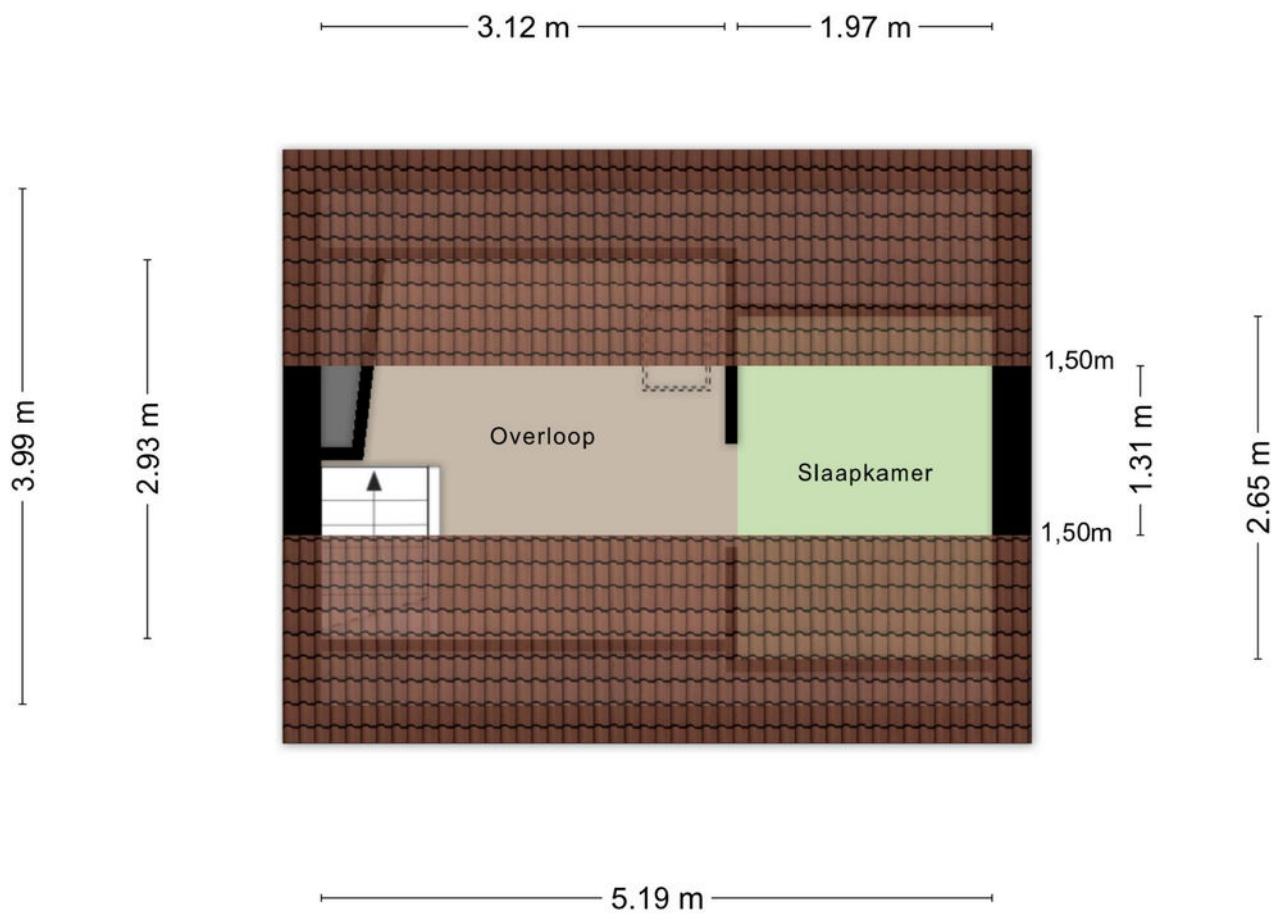 3.12 m
1.97 m
1,50m
3.99 m
2.93 m
Overloop
Slaapkamer
1.31 m
2.65 m
1,50m
5.19 m